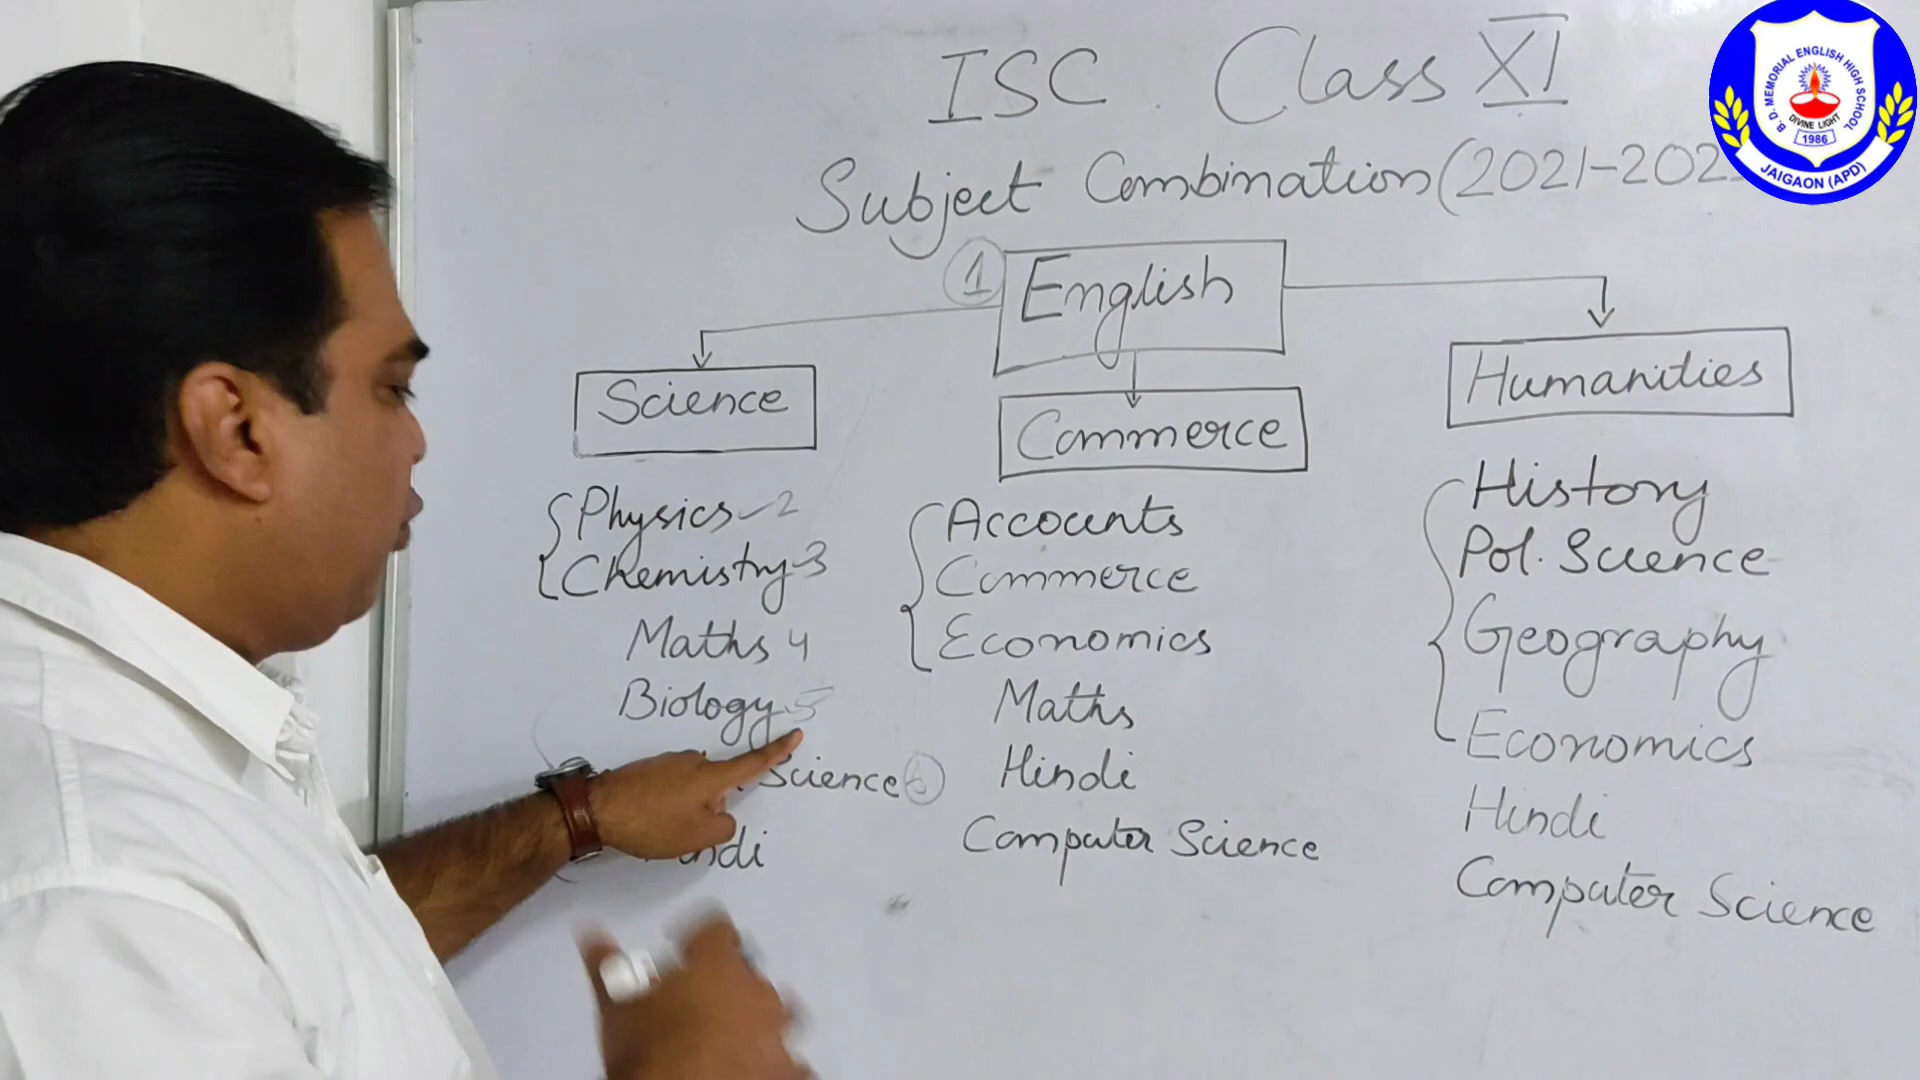 ISC. Class XI
Subject Combination (2021-202
1 English
Science
Physics - 2
Chemistry - 3
Maths 4
Biology - 5
Science 6
ndi
Commerce
Accounts
Commerce
Economics
Maths
Hindi
Computer Science
Humanities
History
Pol. Science
Geography
Economics
Hindi
Computer Science
B. D. MEMORIAL ENGLISH HIGH SCHOOL
DIVINE LIGHT
1986
JAIGAON (APD)